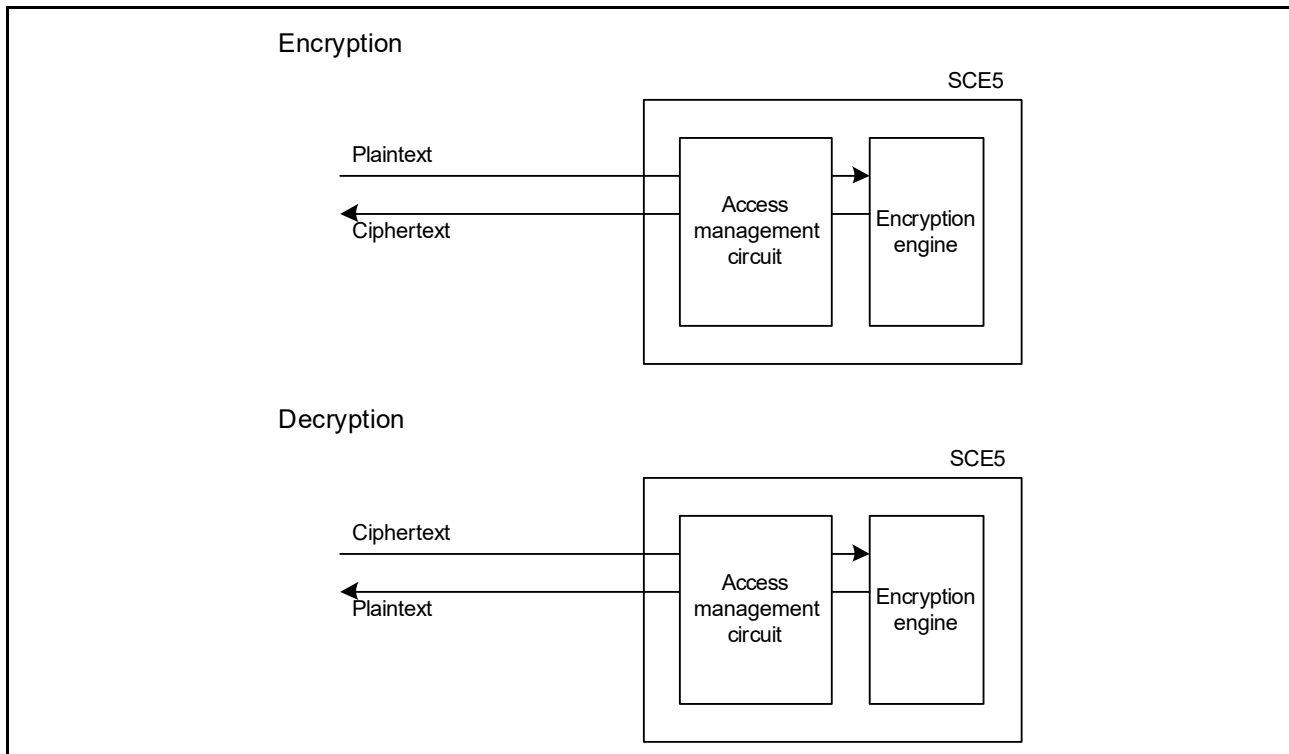 Encryption
SCE5
Plaintext
Ciphertext
Access
management
circuit
Encryption
engine
Decryption
SCE5
Ciphertext
Plaintext
Access
management
circuit
Encryption
engine